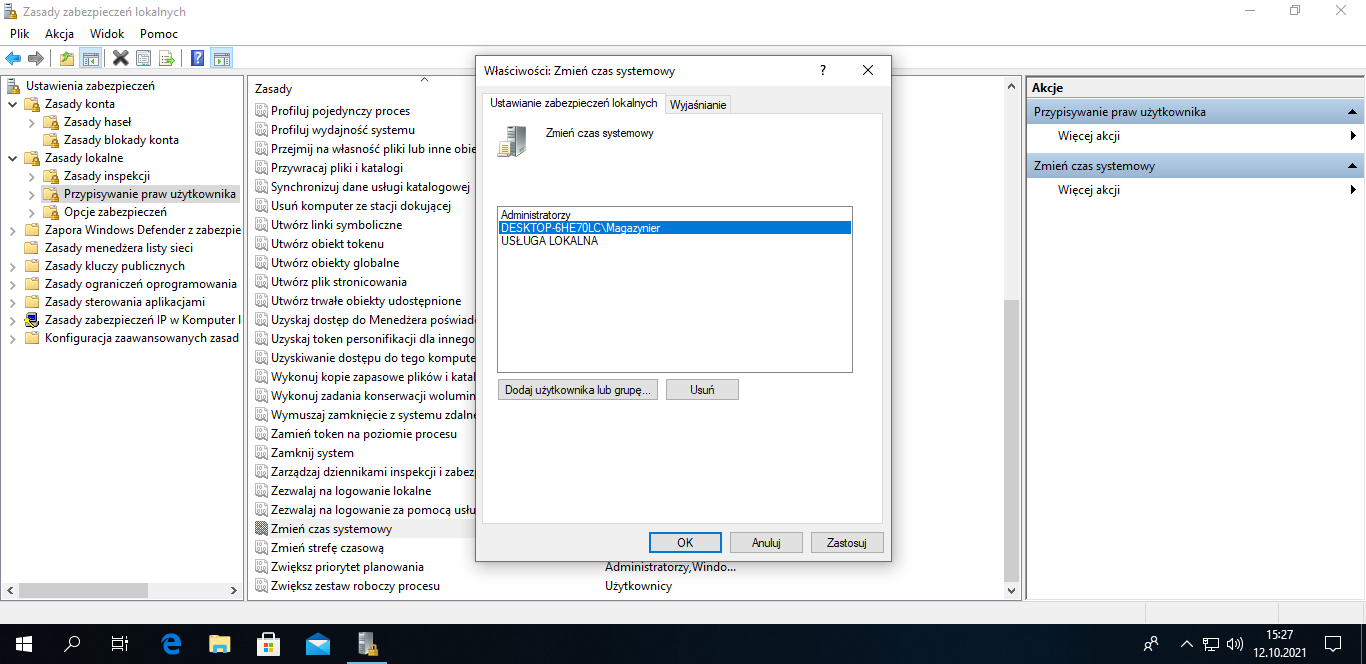 Zasady zabezpieczeń lokalnych
Plik Akcja Widok Pomoc
Ustawienia zabezpieczeń
Zasady konta
Zasady haseł
Zasady blokady konta
Zasady lokalne
Zasady inspekcji
Przypisywanie praw użytkownika
Opcje zabezpieczeń
Zapora Windows Defender z zabezpie
Zasady menedżera listy sieci
Zasady kluczy publicznych
Zasady ograniczeń oprogramowania
Zasady sterowania aplikacjami
Zasady zabezpieczeń IP w Komputer l
Konfiguracja zaawansowanych zasad
Zasady
Profiluj pojedynczy proces
Profiluj wydajność systemu
Przejmij na własność pliki lub inne obie
Przywracaj pliki i katalogi
Synchronizuj dane usługi katalogowej
Usuń komputer ze stacji dokującej
Utwórz linki symboliczne
Utwórz obiekt tokenu
Utwórz obiekty globalne
Utwórz plik stronicowania
Utwórz trwałe obiekty udostępnione
Uzyskaj dostęp do Menedżera poświad
Uzyskaj token personifikacji dla innego
Uzyskiwanie dostępu do tego kompute
Wykonuj kopie zapasowe plików i katal
Wykonuj zadania konserwacji wolumin
Wymuszaj zamknięcie z systemu zdalne
Zamień token na poziomie procesu
Zamknij system
Zarządzaj dziennikami inspekcji i zabez
Zezwalaj na logowanie lokalne
Zezwalaj na logowanie za pomocą usłu
Zmień czas systemowy
Zmień strefę czasową
Zwiększ priorytet planowania Administratorzy,Windo...
Zwiększ zestaw roboczy procesu Użytkownicy
Właściwości: Zmień czas systemowy ?
Ustawianie zabezpieczeń lokalnych Wyjaśnianie
Zmień czas systemowy
Administratorzy
DESKTOP-6HE70LC\Magazynier
USŁUGA LOKALNA
Dodaj użytkownika lub grupę... Usuń
OK Anuluj Zastosuj
Akcje
Przypisywanie praw użytkownika
Więcej akcji
Zmień czas systemowy
Więcej akcji
15:27
12.10.2021